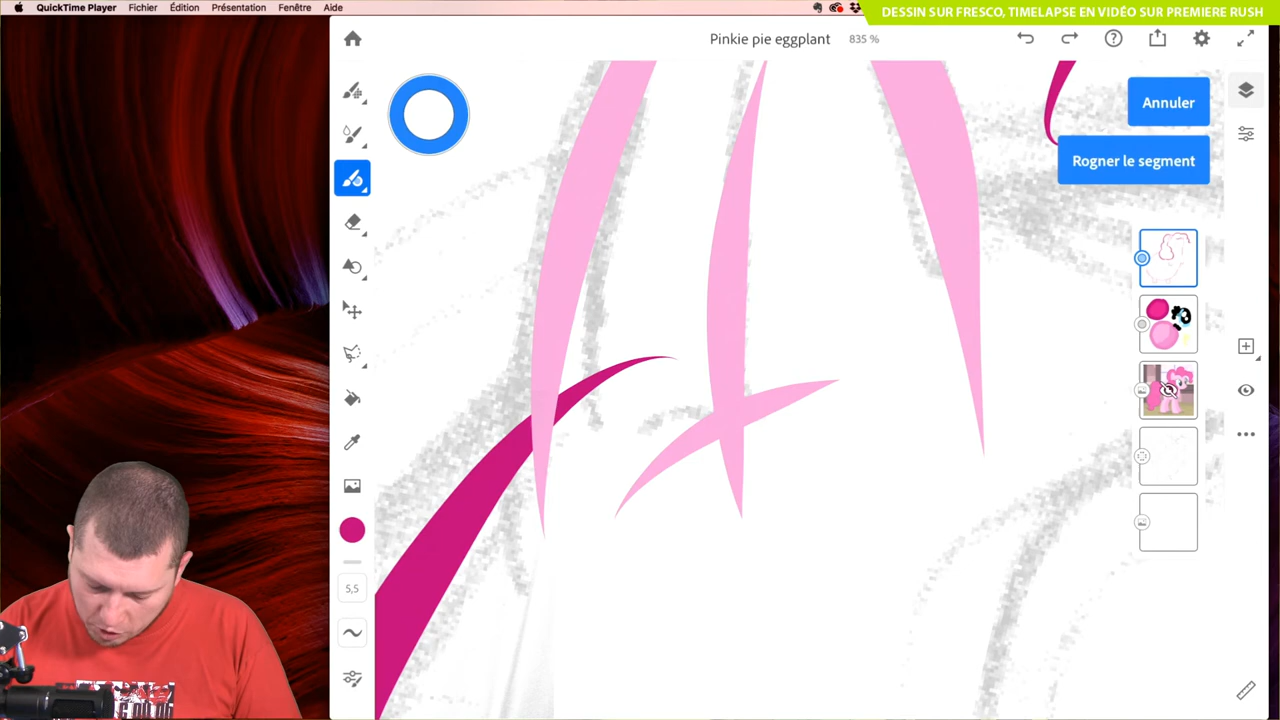 QuickTime Player Fichier Édition Présentation Fenêtre Aide
DESSIN SUR FRESCO, TIMELAPSE EN VIDÉO SUR PREMIERE RUSH
Pinkie pie eggplant 835 %
Annuler
Rogner le segment
5,5